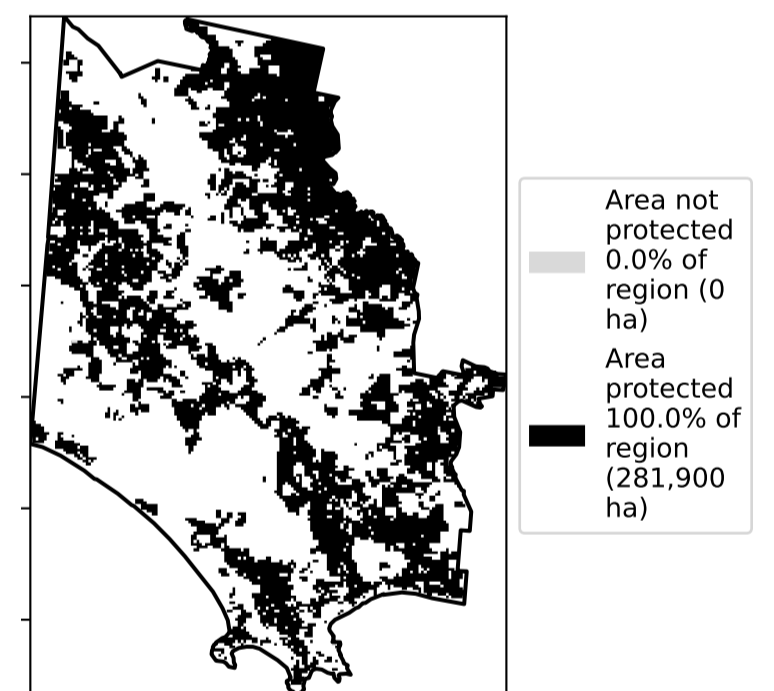 Area not
protected
0.0% of
region (0
ha)
Area
protected
100.0% of
region
(281,900
ha)